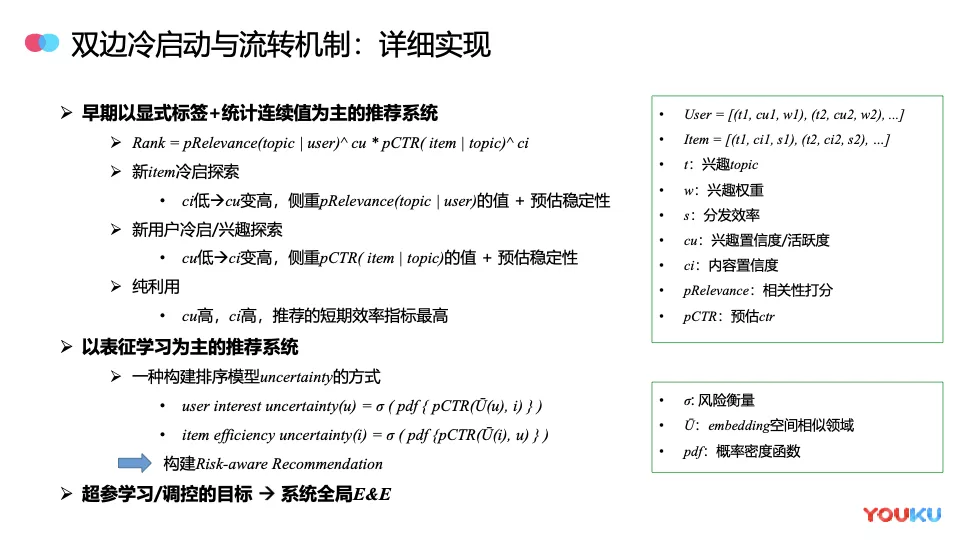 双边冷启动与流转机制：详细实现
早期以显式标签+统计连续值为主的推荐系统
Rank = pRelevance(topic | user)^ cu * pCTR( item | topic)^ ci
新item冷启探索
ci低→cu变高，侧重pRelevance(topic | user)的值 + 预估稳定性
新用户冷启/兴趣探索
cu低→ci变高，侧重pCTR( item | topic)的值 + 预估稳定性
纯利用
cu高，ci高，推荐的短期效率指标最高
以表征学习为主的推荐系统
一种构建排序模型uncertainty的方式
user interest uncertainty(u) = σ ( pdf { pCTR(Ū(u), i) } )
item efficiency uncertainty(i) = σ ( pdf {pCTR(Ū(i), u) } )
构建Risk-aware Recommendation
超参学习/调控的目标 → 系统全局E&E
User = [(t1, cu1, w1), (t2, cu2, w2), ...]
Item = [(t1, ci1, s1), (t2, ci2, s2), …]
t：兴趣topic
w：兴趣权重
s：分发效率
cu：兴趣置信度/活跃度
ci：内容置信度
pRelevance：相关性打分
pCTR：预估ctr
σ: 风险衡量
Ū：embedding空间相似领域
pdf：概率密度函数
YOUKU